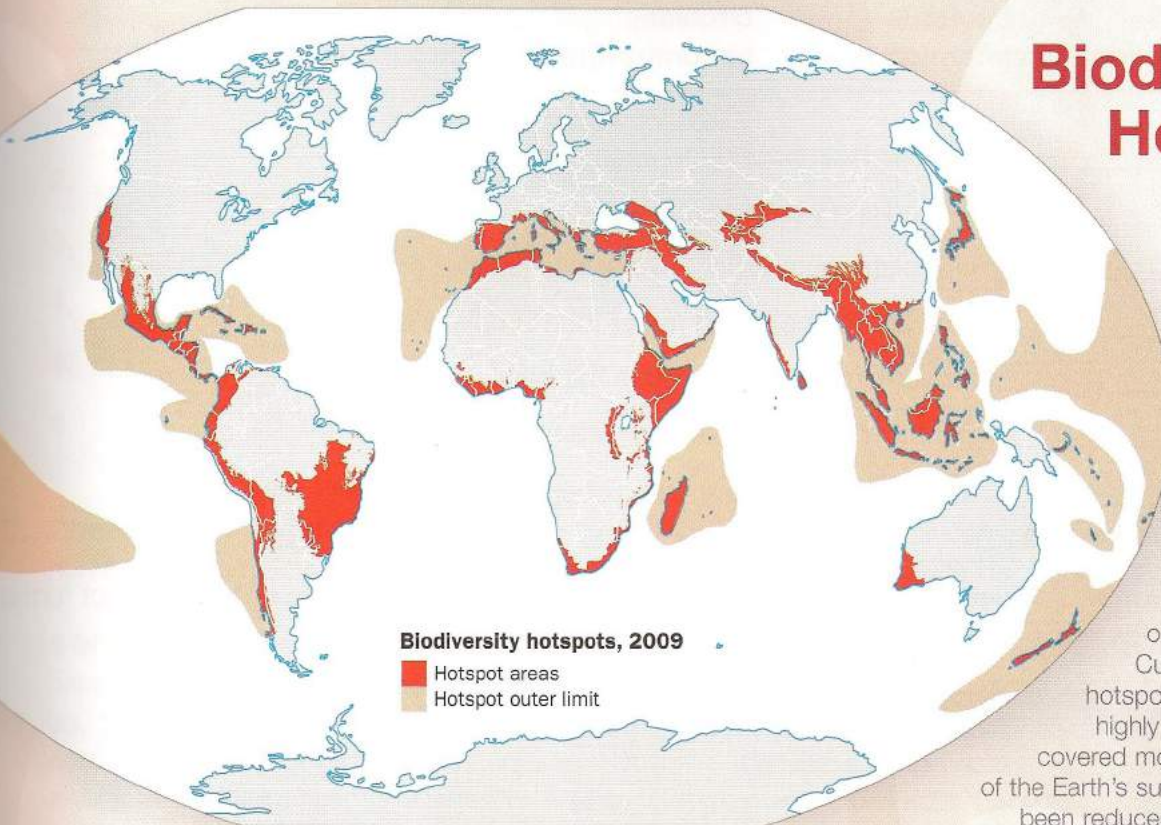 Biod
He
Biodiversity hotspots, 2009
Hotspot areas
Hotspot outer limit
o
Cu
hotspo
highly
covered mo
of the Earth's su
been reduce